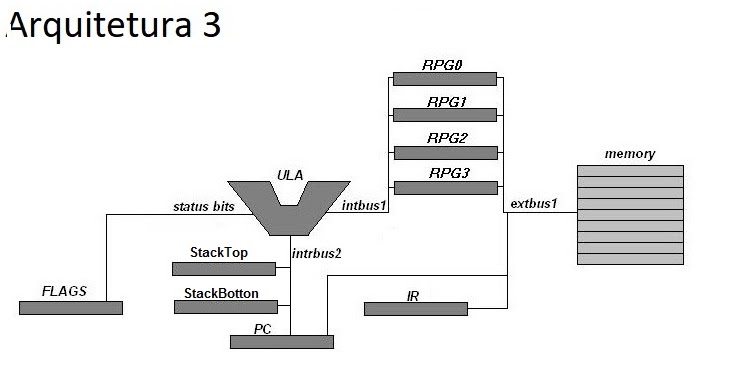 Arquitetura 3
RPG0
RPG1
RPG2
RPG3
memory
ULA
status bits
intbus1
extbus1
StackTop
intrbus2
FLAGS
StackBotton
IR
PC